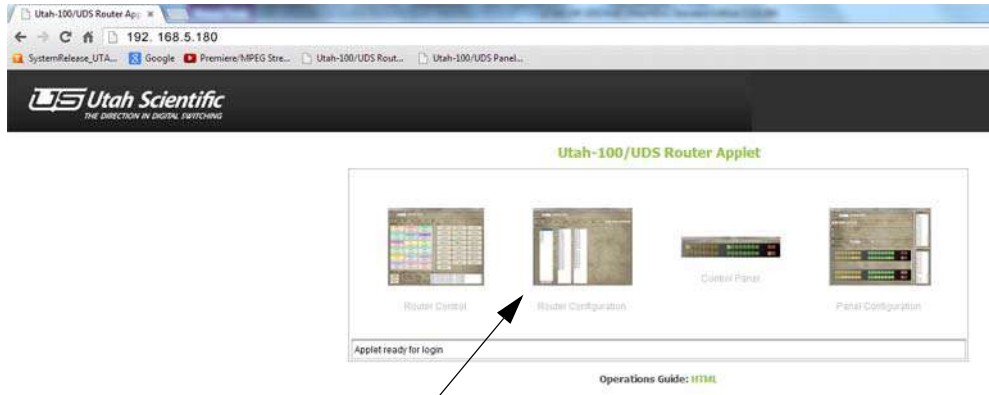 Utah-100/UDS Router App
192.168.5.180
SystemRelease_UTA... Google Premiere/MPEG Stre... Utah-100/UDS Rout... Utah-100/UDS Panel...
US Utah Scientific
THE DIRECTION IN DIGITAL SWITCHING
Utah-100/UDS Router Applet
Router Control Router Configuration Control Panel Panel Configuration
Applet ready for login
Operations Guide: HTML